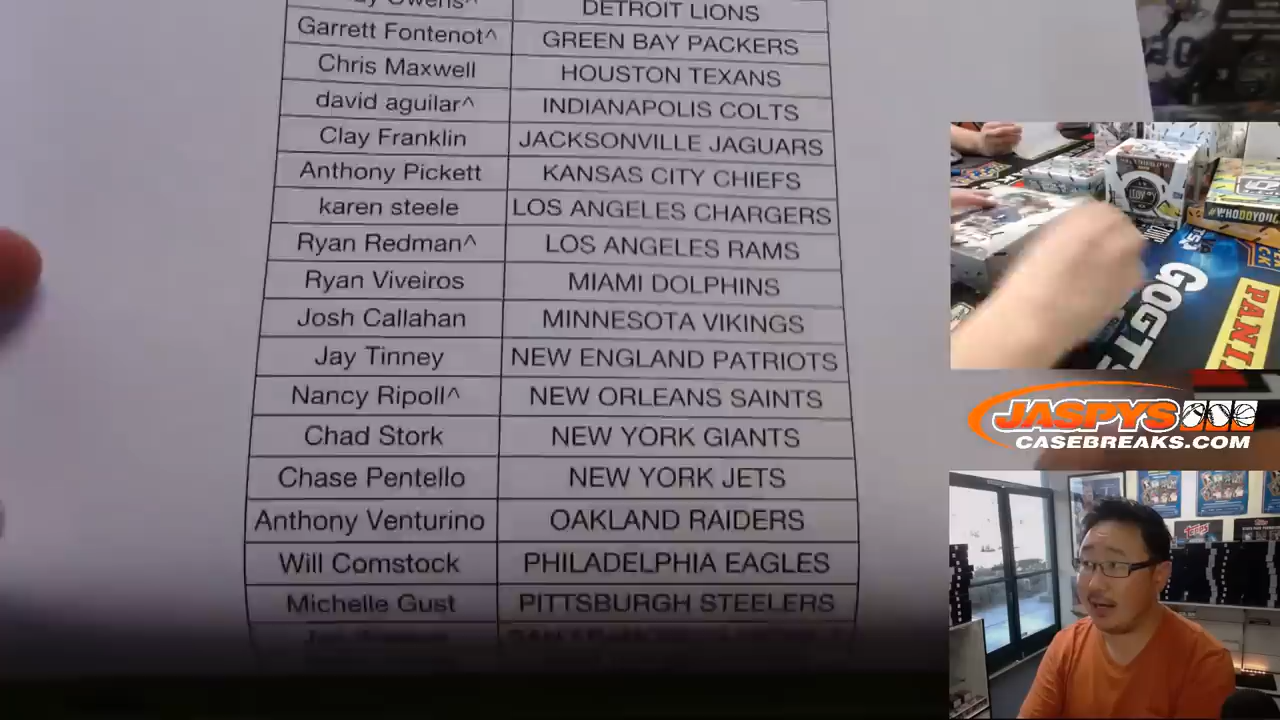 Owens^ DETROIT LIONS
Garrett Fontenot^ GREEN BAY PACKERS
Chris Maxwell HOUSTON TEXANS
david aguilar^ INDIANAPOLIS COLTS
Clay Franklin JACKSONVILLE JAGUARS
Anthony Pickett KANSAS CITY CHIEFS
karen steele LOS ANGELES CHARGERS
Ryan Redman^ LOS ANGELES RAMS
Ryan Viveiros MIAMI DOLPHINS
Josh Callahan MINNESOTA VIKINGS
Jay Tinney NEW ENGLAND PATRIOTS
Nancy Ripoll^ NEW ORLEANS SAINTS
Chad Stork NEW YORK GIANTS
Chase Pentello NEW YORK JETS
Anthony Venturino OAKLAND RAIDERS
Will Comstock PHILADELPHIA EAGLES
Michelle Gust PITTSBURGH STEELERS
GOGT
PANI
JASPYS
CASEBREAKS.COM
TOPPS